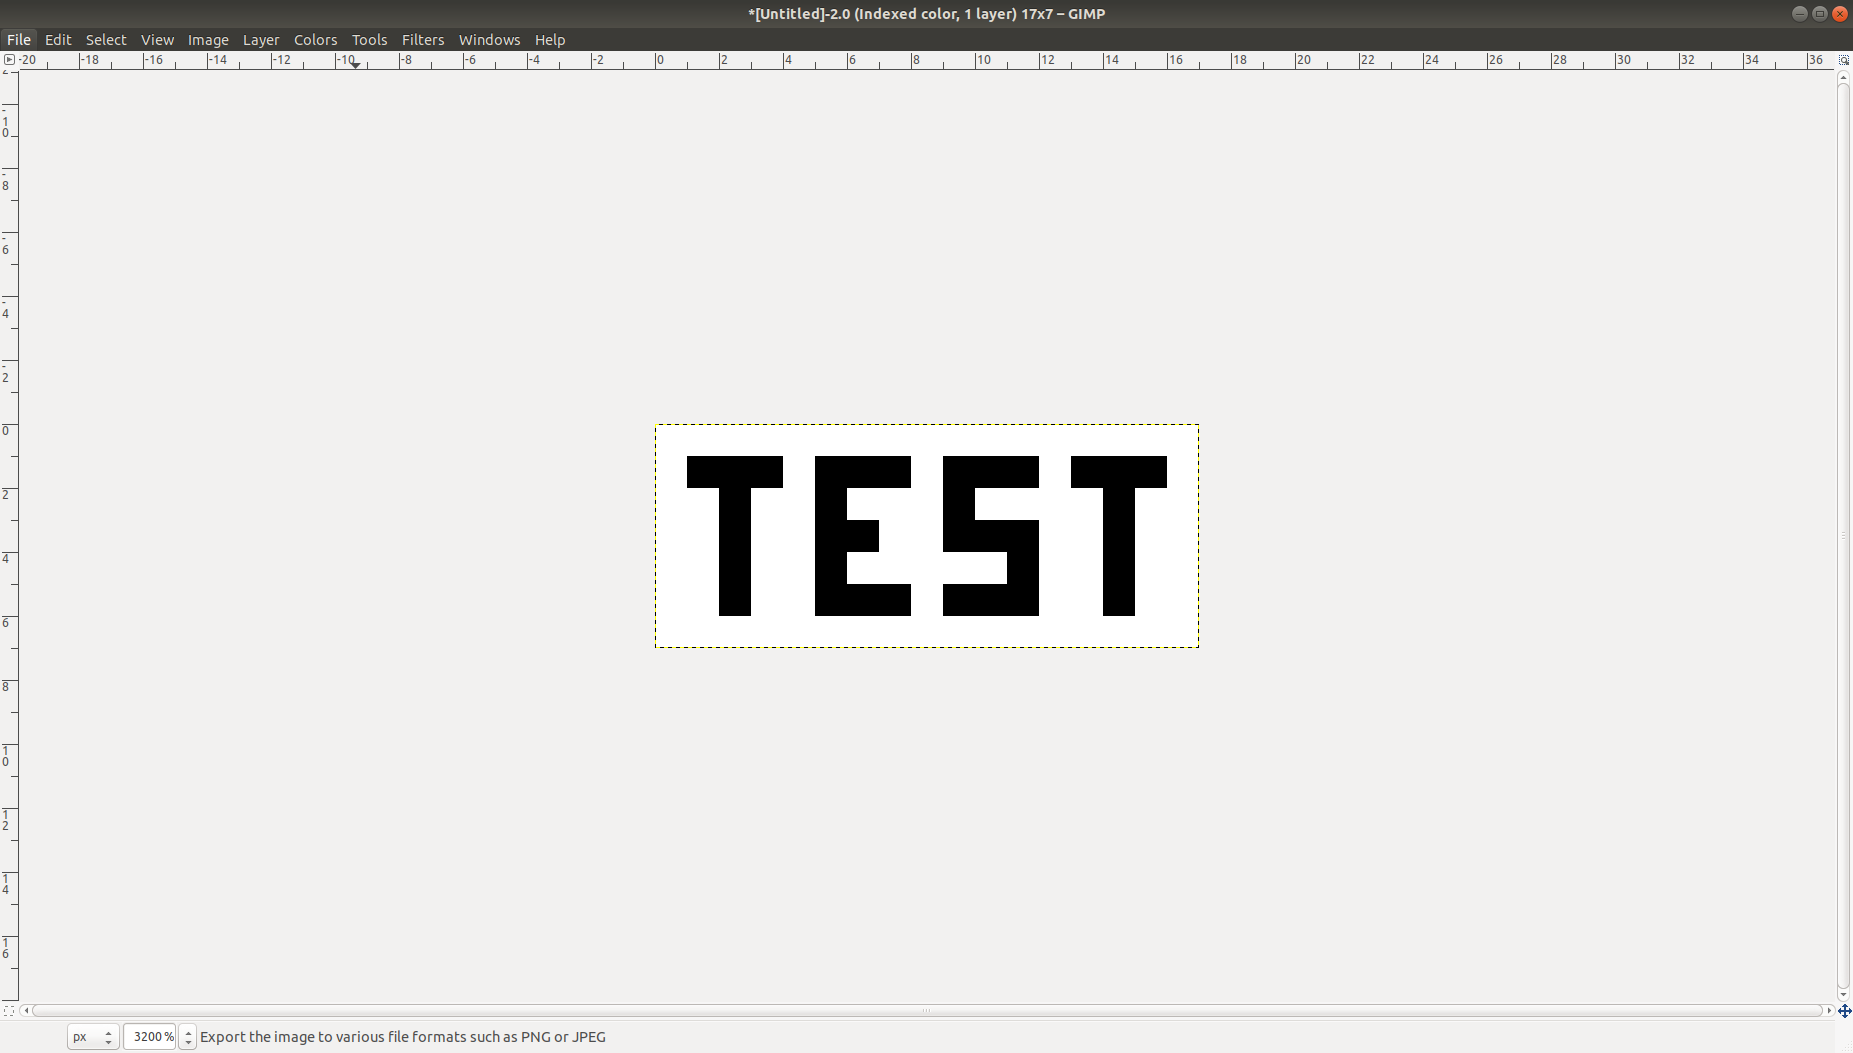 *[Untitled]-2.0 (Indexed color, 1 layer) 17x7 – GIMP
File Edit Select View Image Layer Colors Tools Filters Windows Help
-20 -18 -16 -14 -12 -10 -8 -6 -4 -2 0 2 4 6 8 10 12 14 16 18 20 22 24 26 28 30 32 34 36
-10
-8
-6
-4
-2
0
2
4
6
8
10
12
14
16
TEST
px 3200 % Export the image to various file formats such as PNG or JPEG